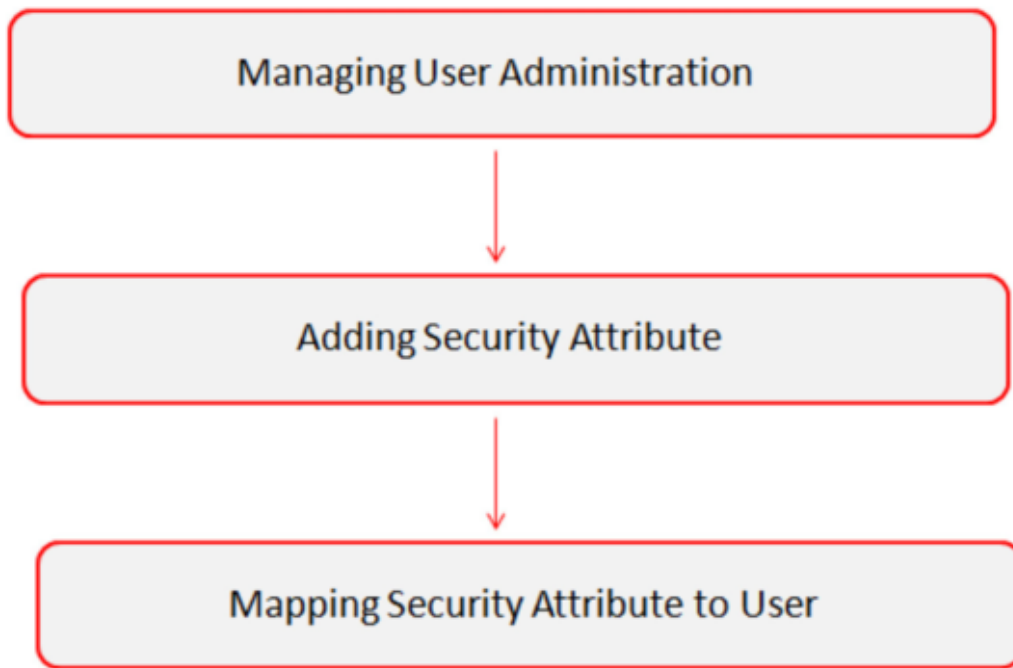 Managing User Administration
Adding Security Attribute
Mapping Security Attribute to User